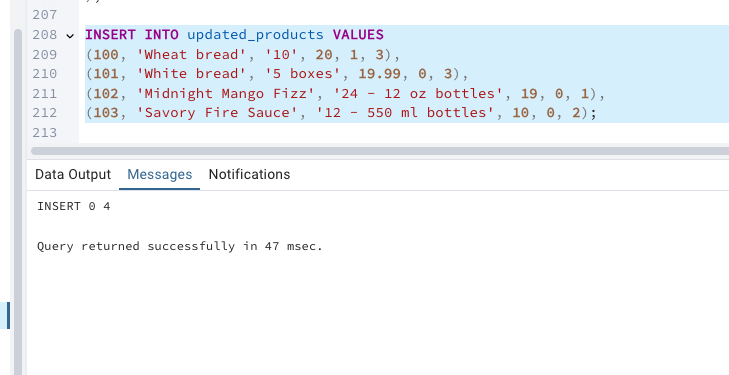 207
208 INSERT INTO updated_products VALUES
209 (100, 'Wheat bread', '10', 20, 1, 3),
210 (101, 'White bread', '5 boxes', 19.99, 0, 3),
211 (102, 'Midnight Mango Fizz', '24 - 12 oz bottles', 19, 0, 1),
212 (103, 'Savory Fire Sauce', '12 - 550 ml bottles', 10, 0, 2);
213
Data Output Messages Notifications
INSERT 0 4
Query returned successfully in 47 msec.